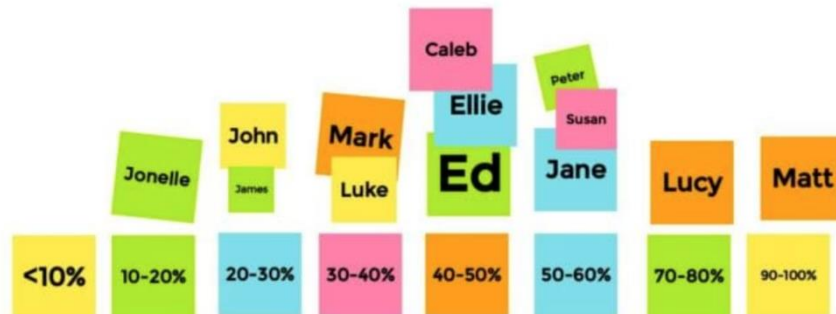 Caleb
Peter
Ellie
Susan
John
Mark
Jonelle
James
Luke
Ed
Jane
Lucy
Matt
<10%
10-20%
20-30%
30-40%
40-50%
50-60%
70-80%
90-100%